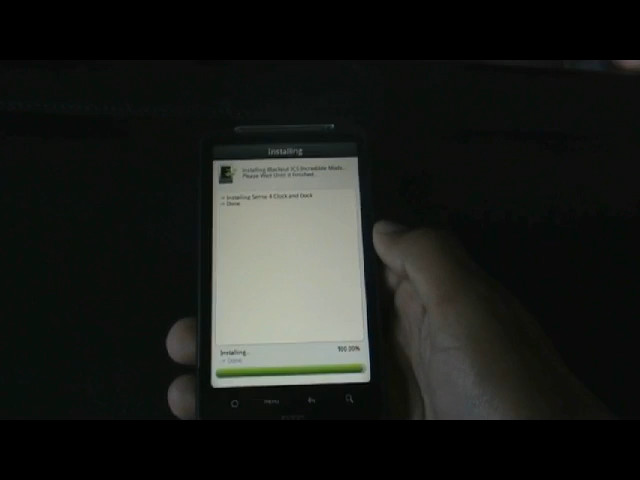 Installing
Installing Blackout ICS Incredible Mods..
Please Wait Until it Finished..
-> Installing Sense 4 Clock and Dock
-> Done
Installing.. 100.00%
-> Done
MENU